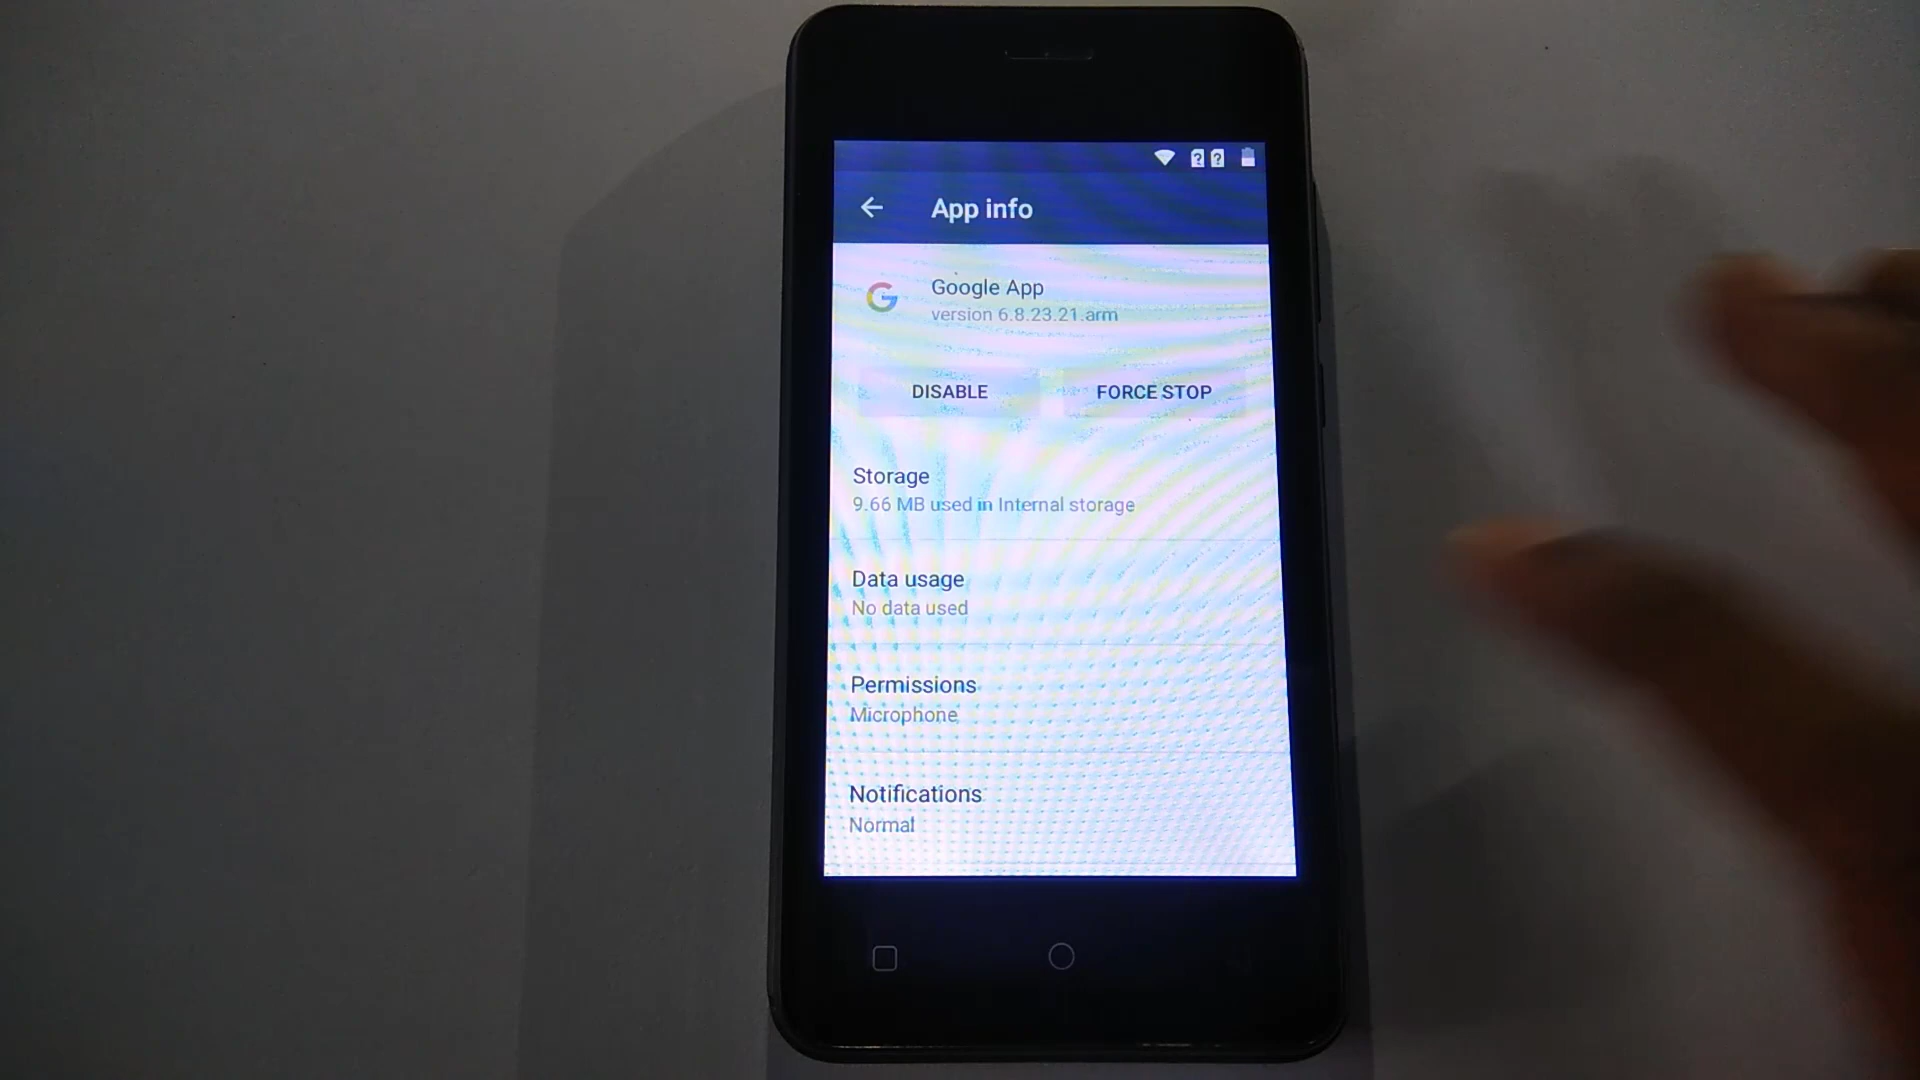 App info
Google App
version 6.8.23.21.arm
DISABLE
FORCE STOP
Storage
9.66 MB used in Internal storage
Data usage
No data used
Permissions
Microphone
Notifications
Normal